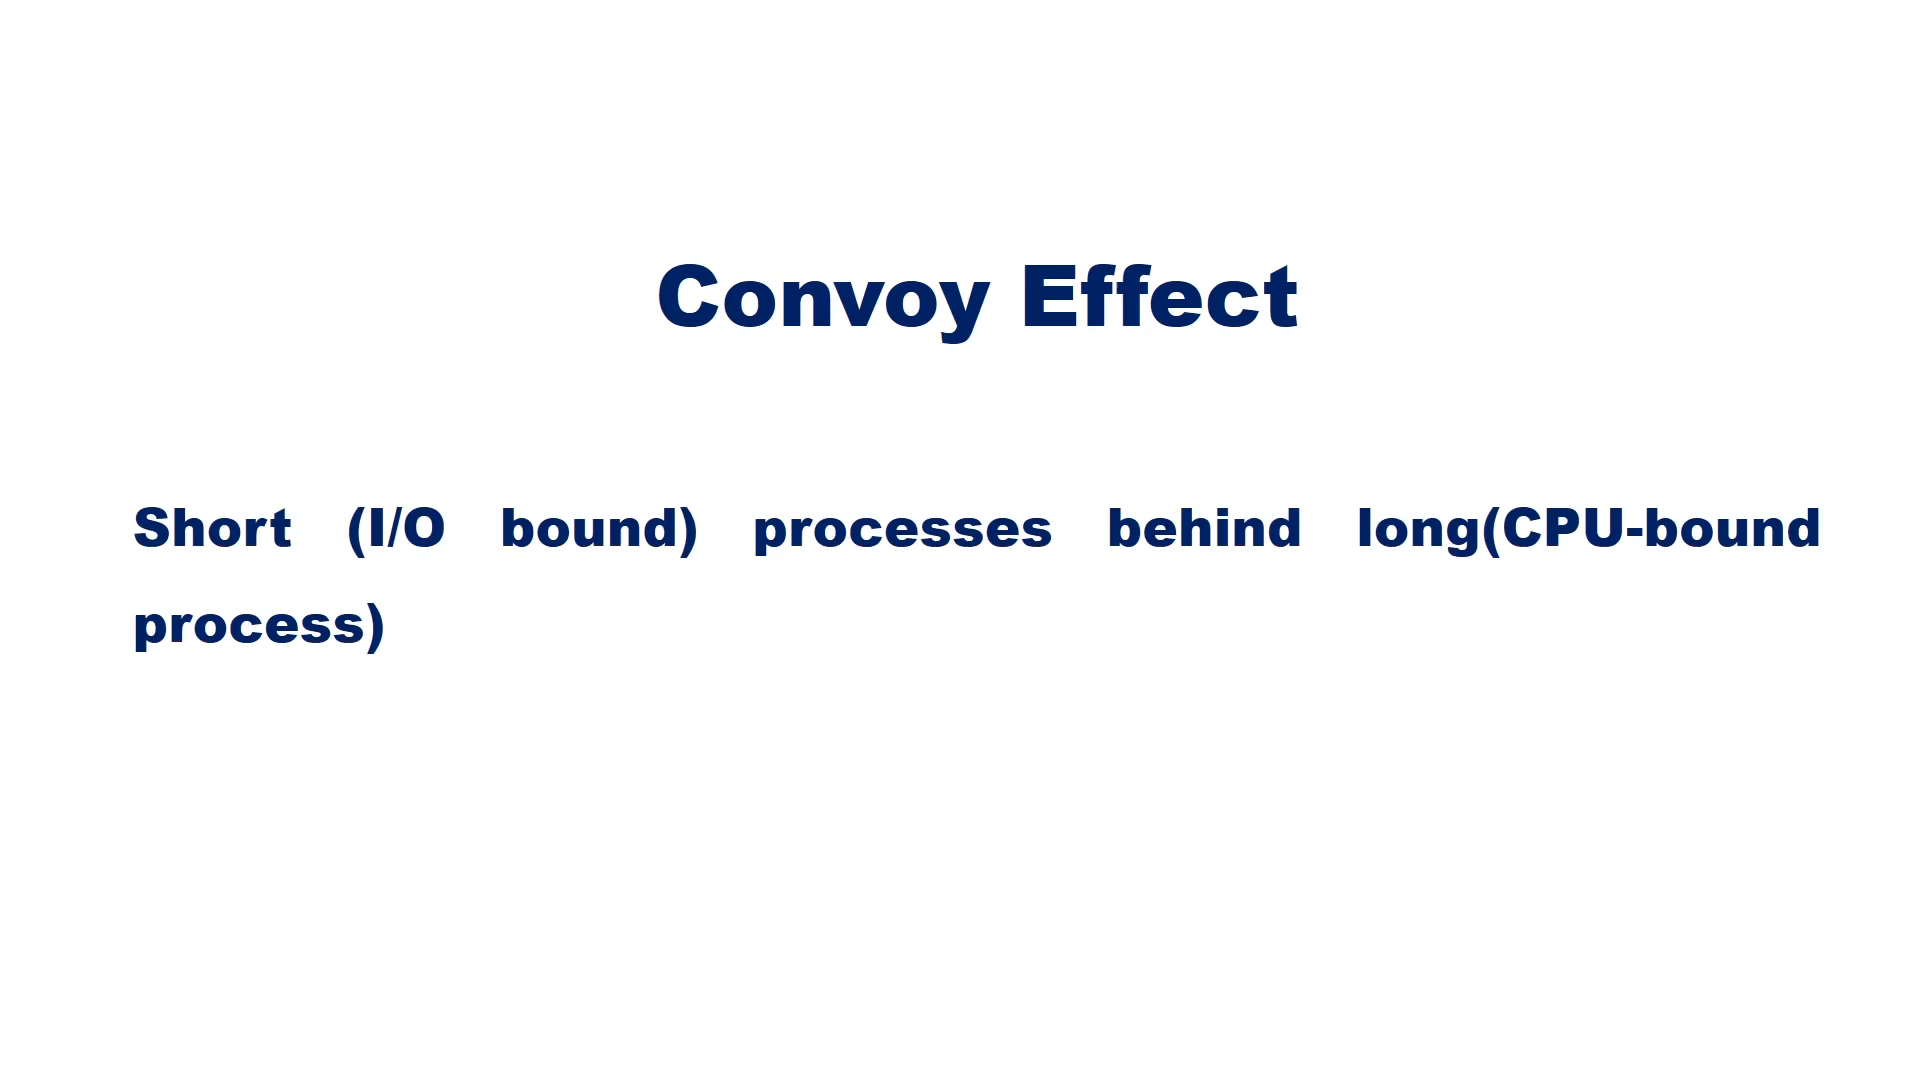 Convoy Effect
Short (I/O bound) processes behind long(CPU-bound
process)